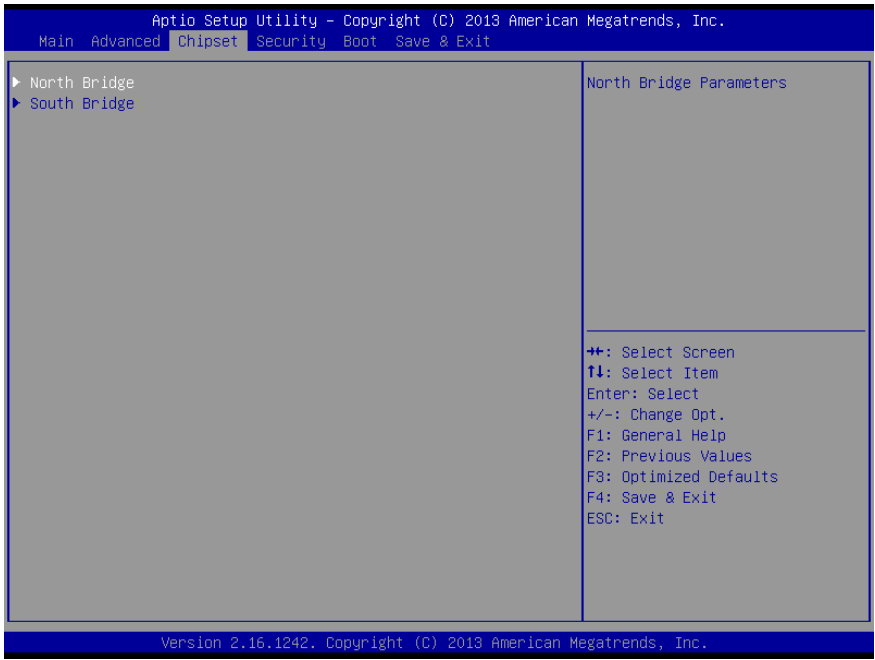 Aptio Setup Utility – Copyright (C) 2013 American Megatrends, Inc.
Main Advanced Chipset Security Boot Save & Exit
North Bridge
South Bridge
North Bridge Parameters
→←: Select Screen
↑↓: Select Item
Enter: Select
+/-: Change Opt.
F1: General Help
F2: Previous Values
F3: Optimized Defaults
F4: Save & Exit
ESC: Exit
Version 2.16.1242. Copyright (C) 2013 American Megatrends, Inc.